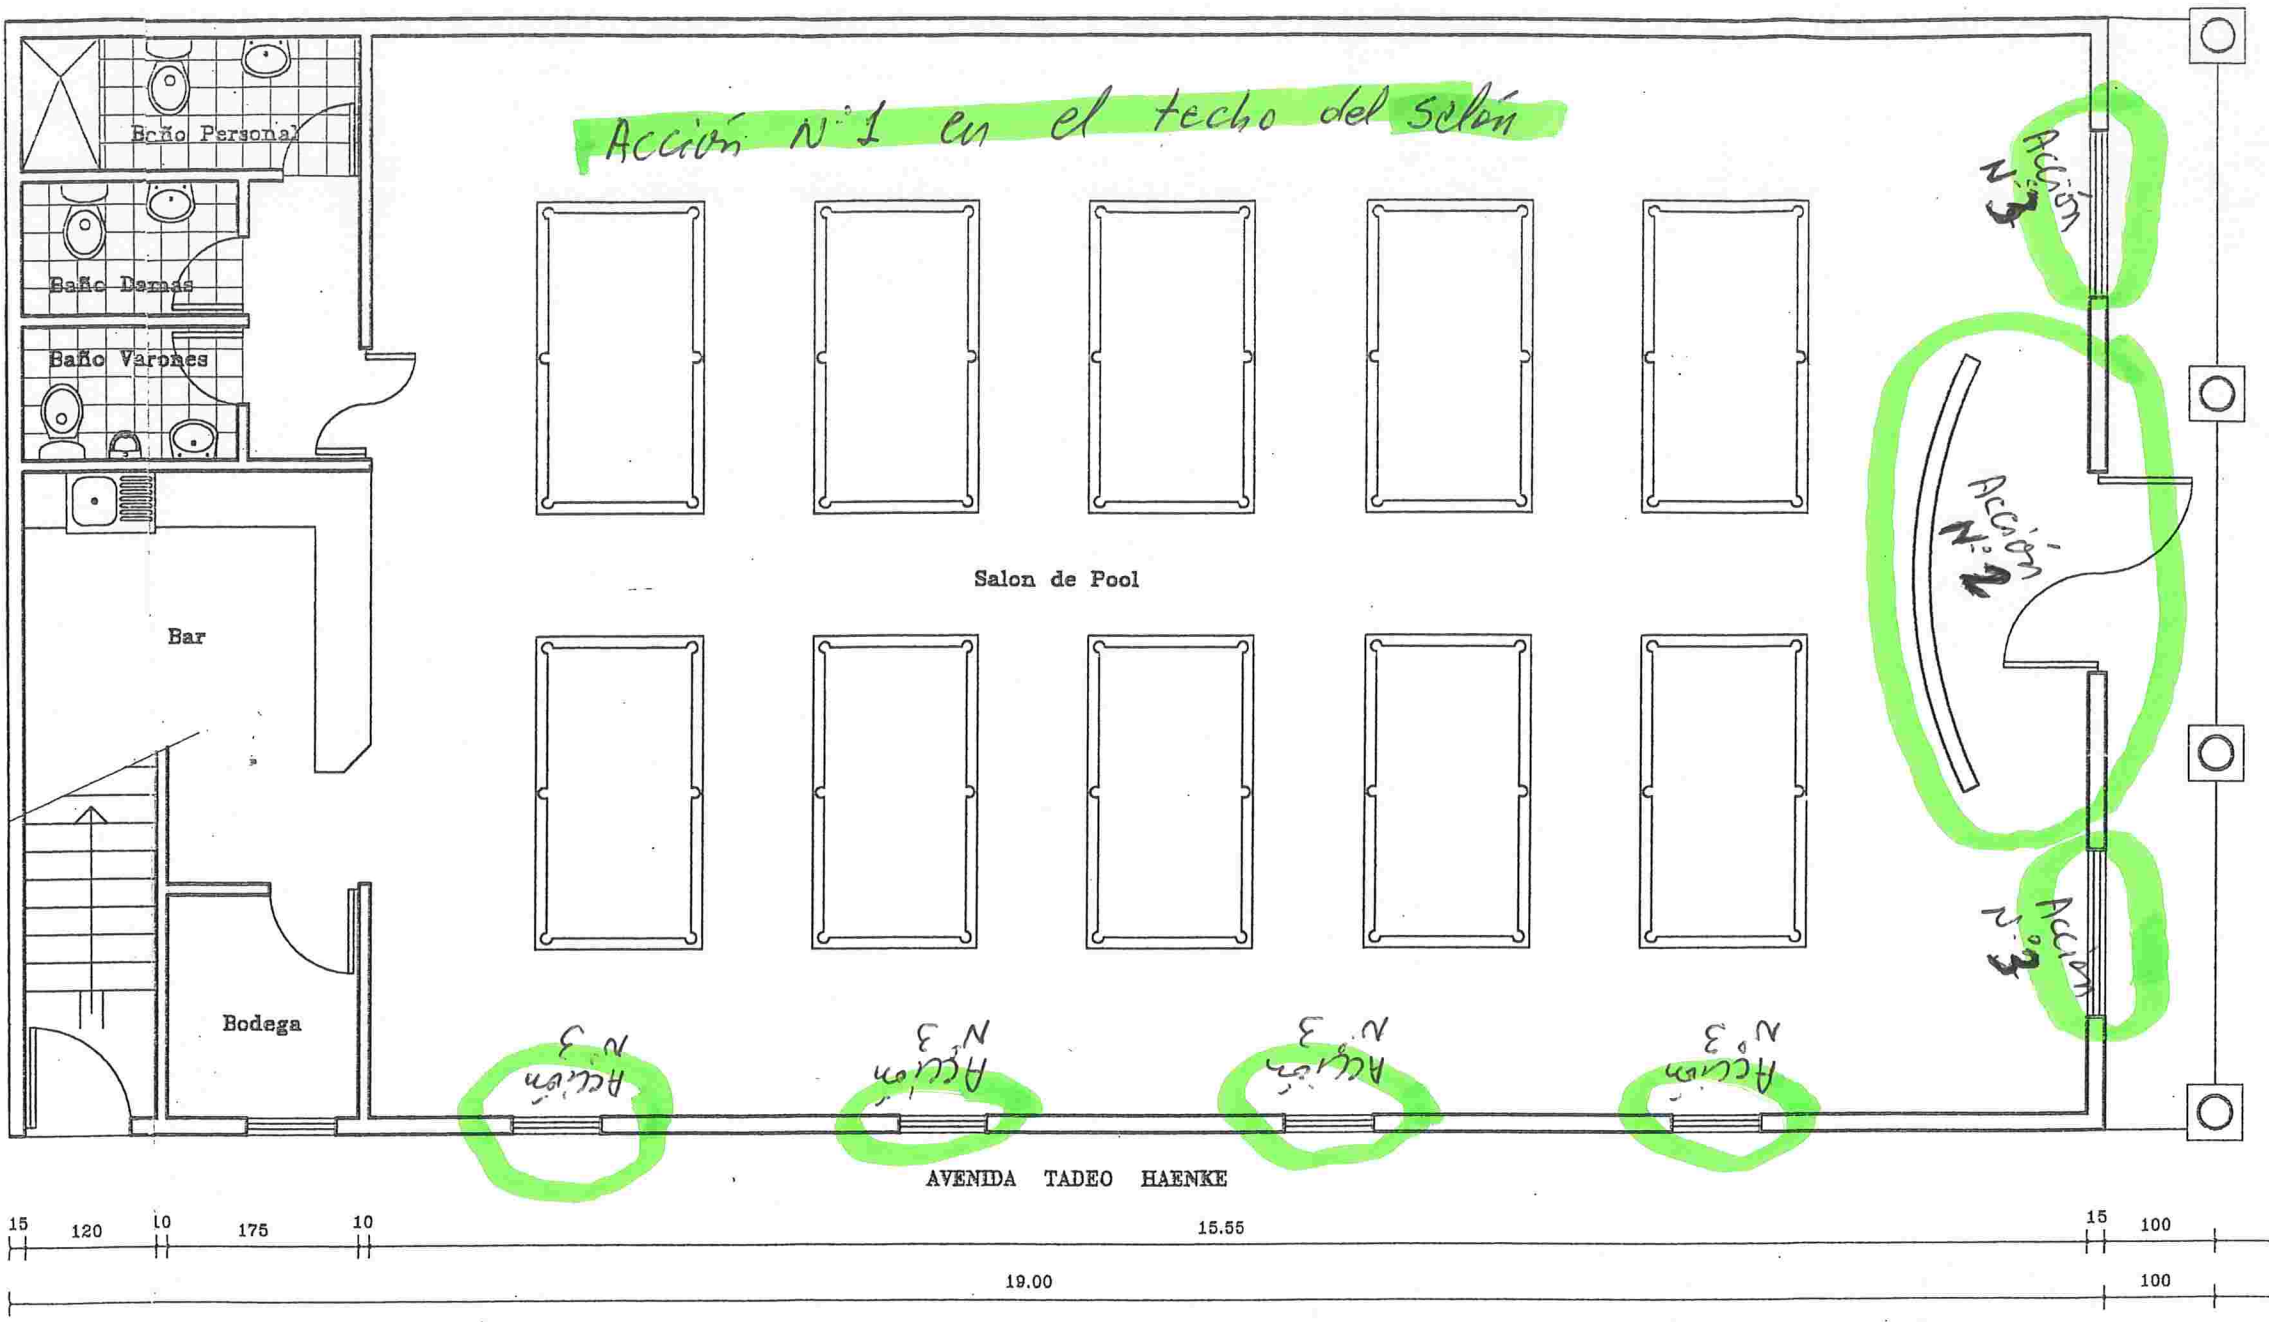 Acción N°1 en el techo del salón
Baño Personal
Acción
N°3
Baño Damas
Baño Varones
Acción
N°2
Salon de Pool
Bar
Acción
N°3
Bodega
Acción
N°3
Acción
N°3
Acción
N°3
Acción
N°3
AVENIDA TADEO HAENKE
15 120 10 175 10 15.55 15 100
19.00 100